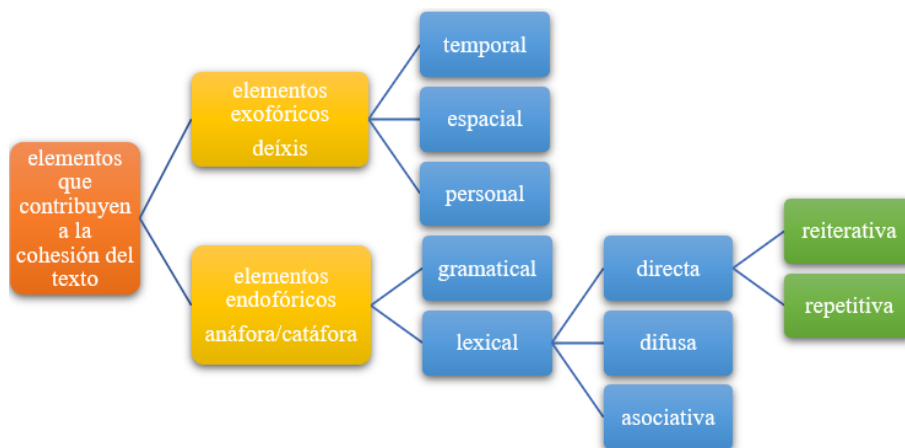 elementos
que
contribuyen
a la
cohesión del
texto
elementos
exofóricos
deíxis
temporal
espacial
personal
elementos
endofóricos
anáfora/catáfora
gramatical
lexical
directa
difusa
asociativa
reiterativa
repetitiva